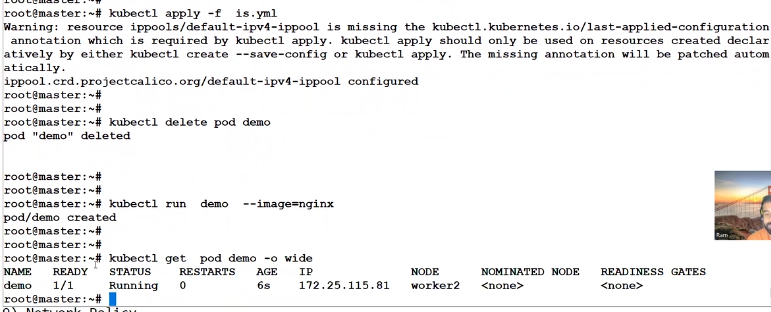 root@master:~#
root@master:~# kubectl apply -f  is.yml
Warning: resource ippools/default-ipv4-ippool is missing the kubectl.kubernetes.io/last-applied-configuration
 annotation which is required by kubectl apply. kubectl apply should only be used on resources created declar
atively by either kubectl create --save-config or kubectl apply. The missing annotation will be patched autom
atically.
ippool.crd.projectcalico.org/default-ipv4-ippool configured
root@master:~#
root@master:~#
root@master:~# kubectl delete pod demo
pod "demo" deleted
root@master:~#
root@master:~#
root@master:~# kubectl run  demo  --image=nginx
pod/demo created
root@master:~#
root@master:~#
root@master:~# kubectl get  pod demo -o wide
NAME   READY   STATUS    RESTARTS   AGE   IP              NODE      NOMINATED NODE   READINESS GATES
demo   1/1     Running   0          6s    172.25.115.81   worker2   <none>           <none>
root@master:~#
9) Network Policy
Ram